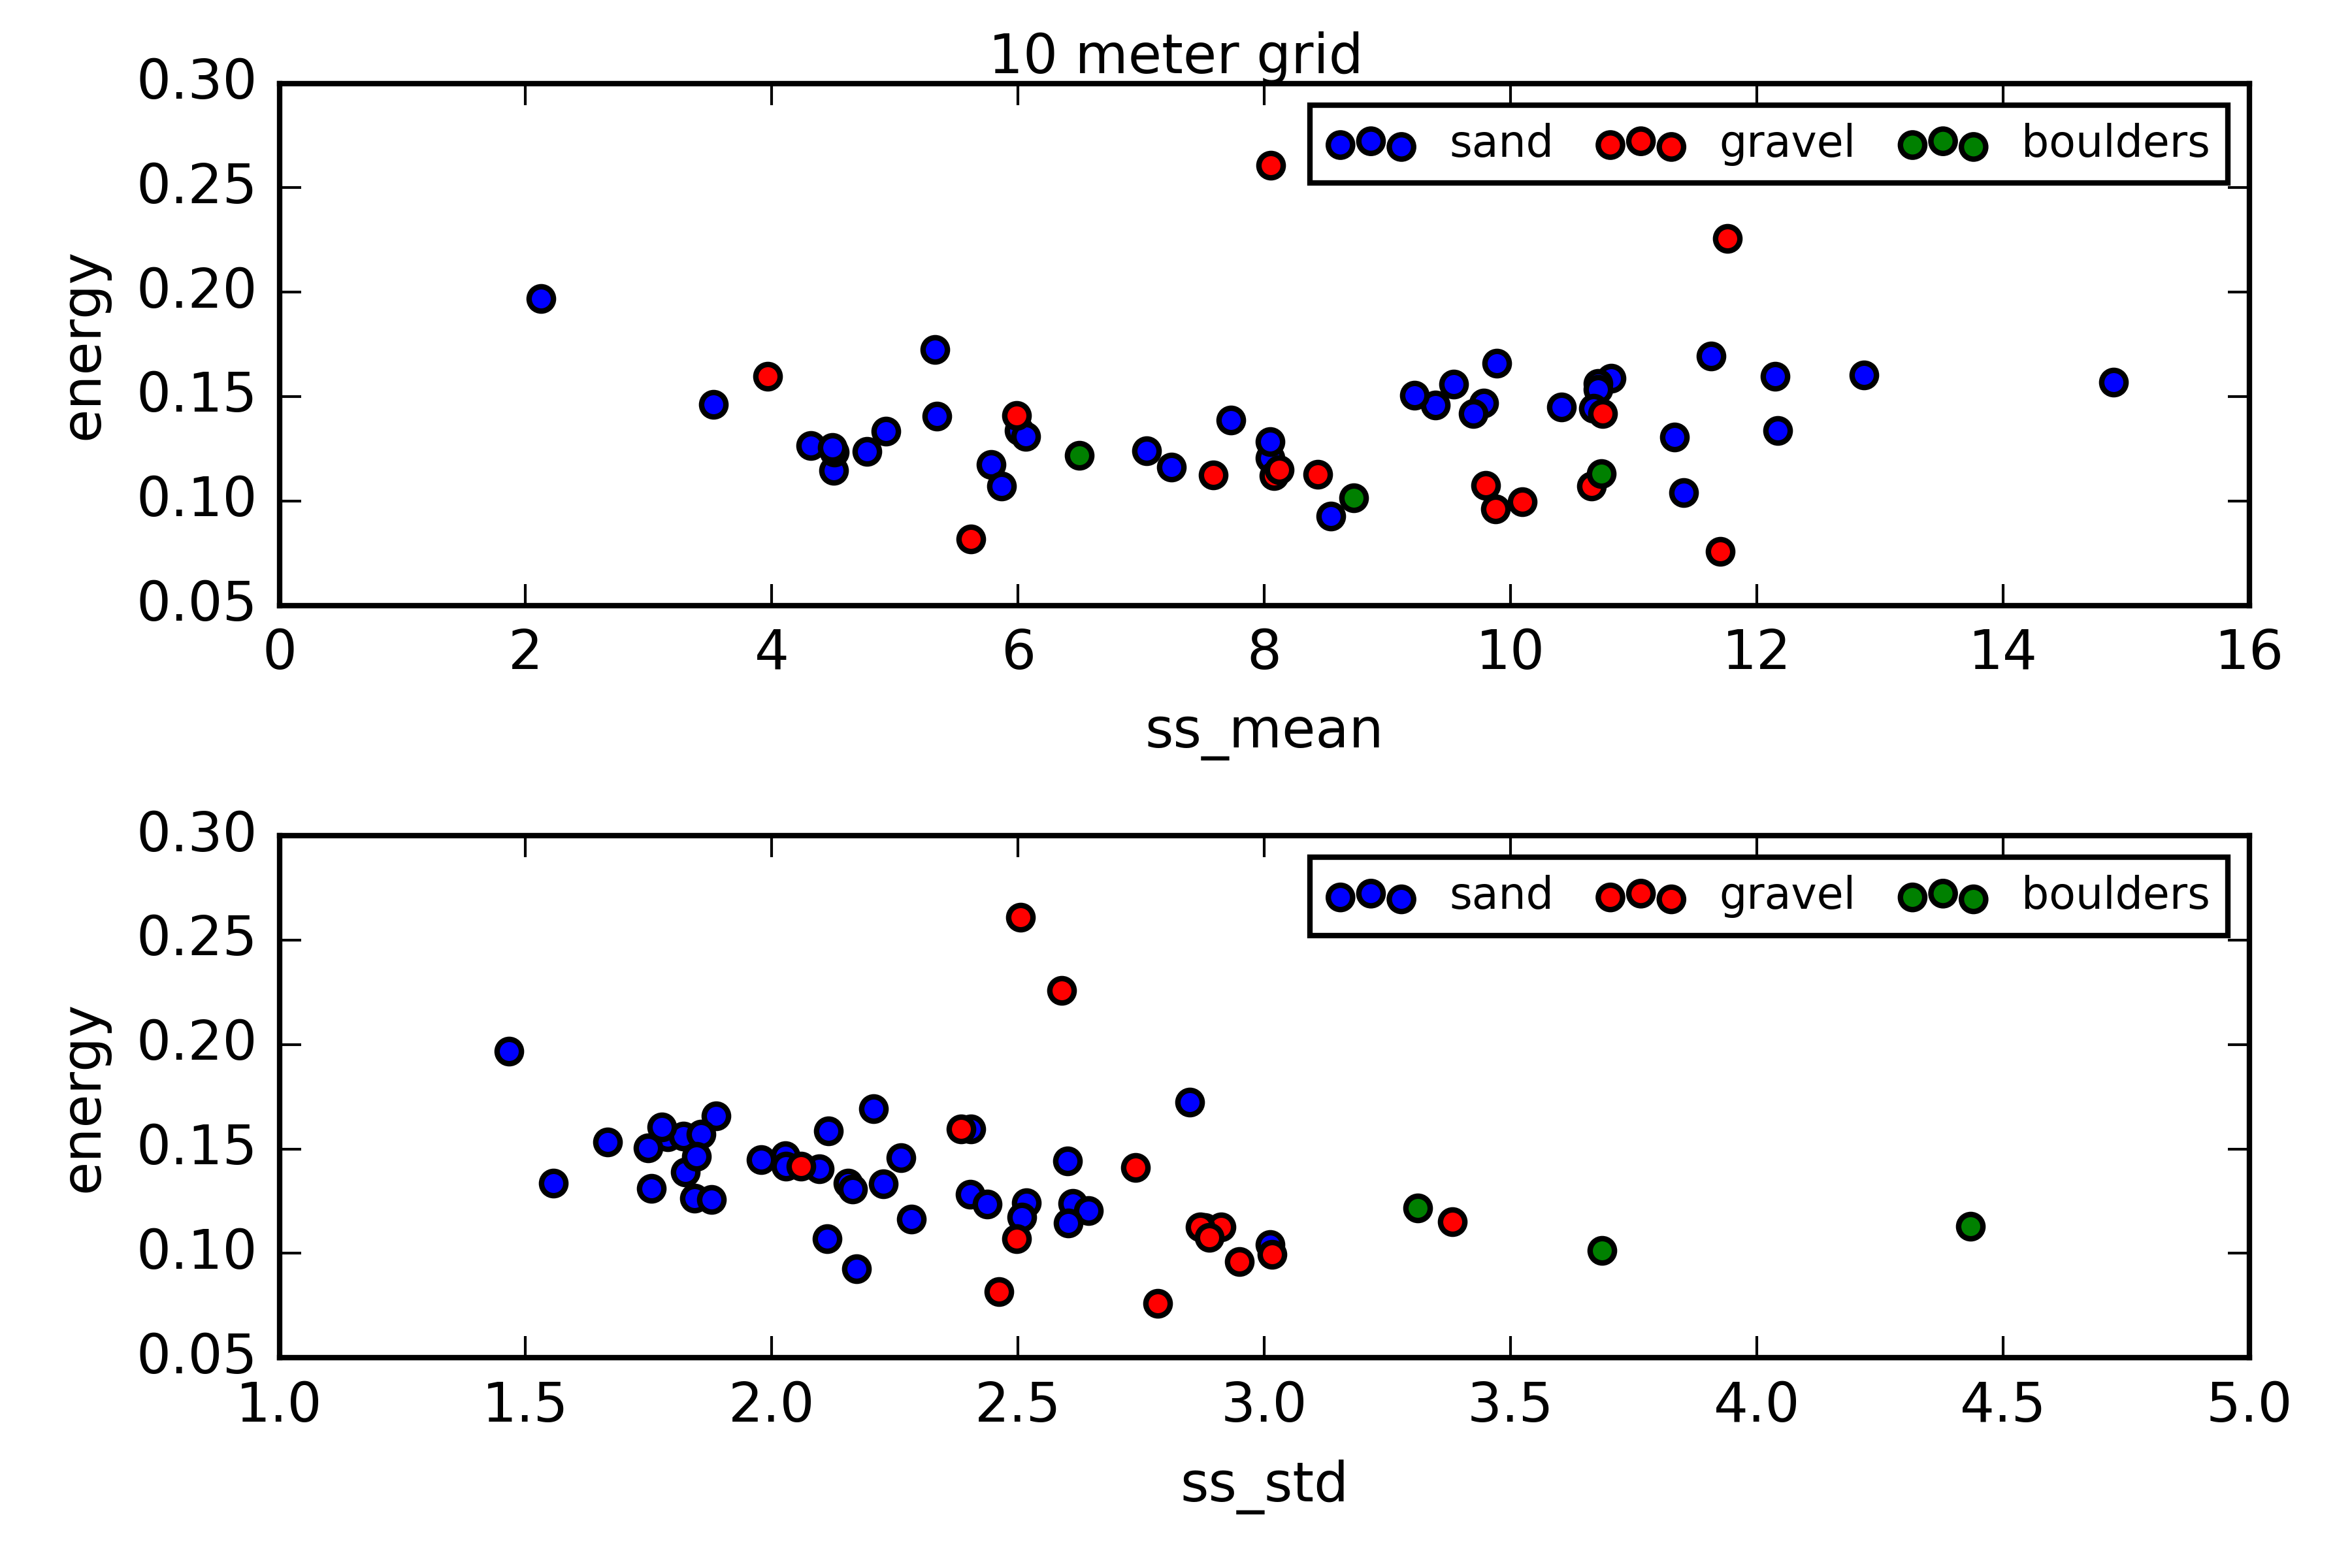 10 meter grid
0.30
0.25
0.20
0.15
0.10
0.05
energy
sand gravel boulders
0 2 4 6 8 10 12 14 16
ss_mean
0.30
0.25
0.20
0.15
0.10
0.05
energy
sand gravel boulders
1.0 1.5 2.0 2.5 3.0 3.5 4.0 4.5 5.0
ss_std